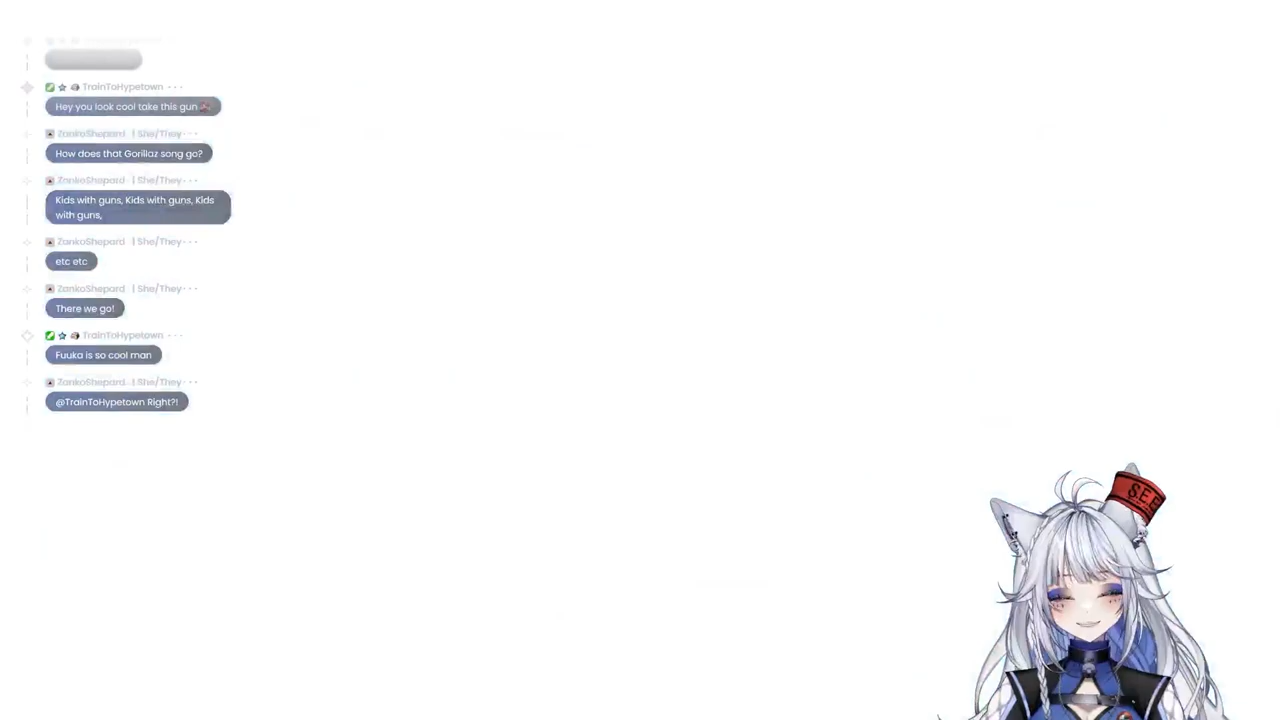 TrainToHypetown
Hey you look cool take this gun
ZankoShepard | She/They
How does that Gorillaz song go?
ZankoShepard | She/They
Kids with guns, Kids with guns, Kids
with guns,
ZankoShepard | She/They
etc etc
ZankoShepard | She/They
There we go!
TrainToHypetown
Fuuka is so cool man
ZankoShepard | She/They
@TrainToHypetown Right?!
S.E.E